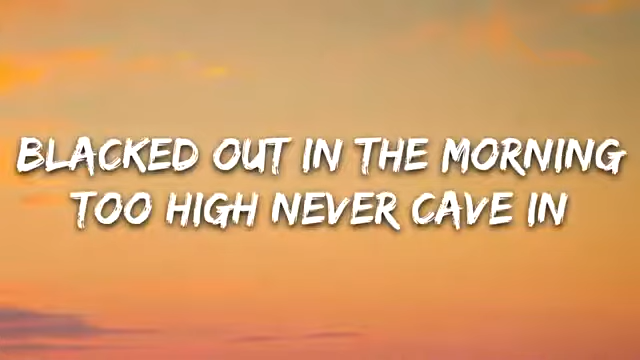 BLACKED OUT IN THE MORNING
TOO HIGH NEVER CAVE IN